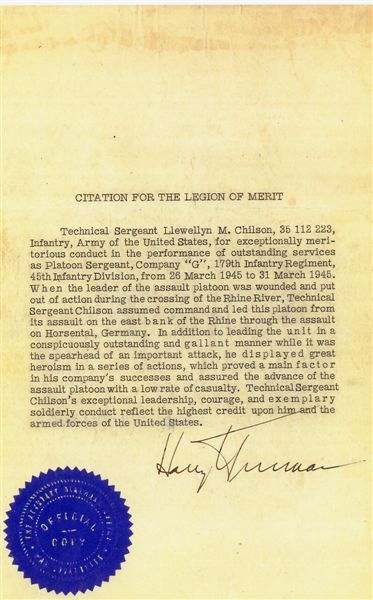 CITATION FOR THE LEGION OF MERIT
Technical Sergeant Llewellyn M. Chilson, 35 112 223,
Infantry, Army of the United States, for exceptionally meri-
torious conduct in the performance of outstanding services
as Platoon Sergeant, Company "G", 179th Infantry Regiment,
45th Infantry Division, from 26 March 1945 to 31 March 1945.
When the leader of the assault platoon was wounded and put
out of action during the crossing of the Rhine River, Technical
Sergeant Chilson assumed command and led this platoon from
its assault on the east bank of the Rhine through the assault
on Horsental, Germany. In addition to leading the unit in a
conspicuously outstanding and gallant manner while it was
the spearhead of an important attack, he displayed great
heroism in a series of actions, which proved a main factor
in his company's successes and assured the advance of the
assault platoon with a low rate of casualty. Technical Sergeant
Chilson's exceptional leadership, courage, and exemplary
soldierly conduct reflect the highest credit upon him and the
armed forces of the United States.
Harry Truman
OFFICIAL
COPY